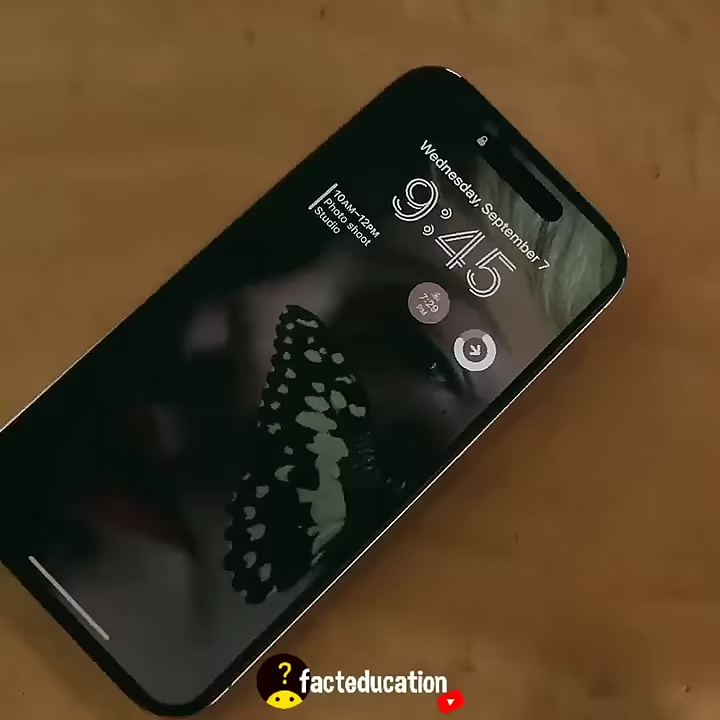 Wednesday, September 7
9:45
10AM–12PM
Photo shoot
Studio
7:29
PM
?
facteducation